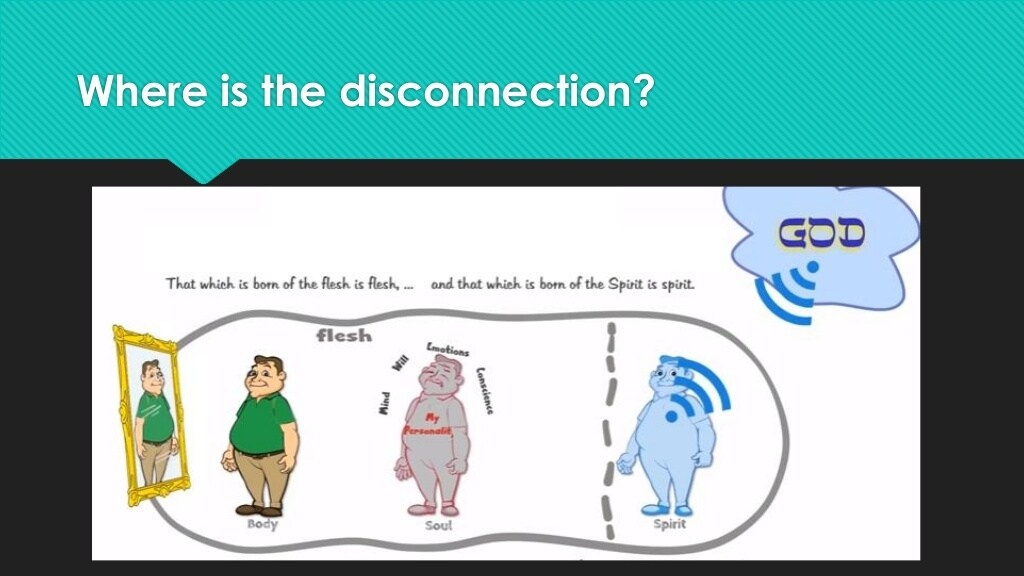 Where is the disconnection?
GOD
That which is born of the flesh is flesh, ... and that which is born of the Spirit is spirit.
flesh
Mind
Will
Emotions
Conscience
My
Personalit
Body
Soul
Spirit